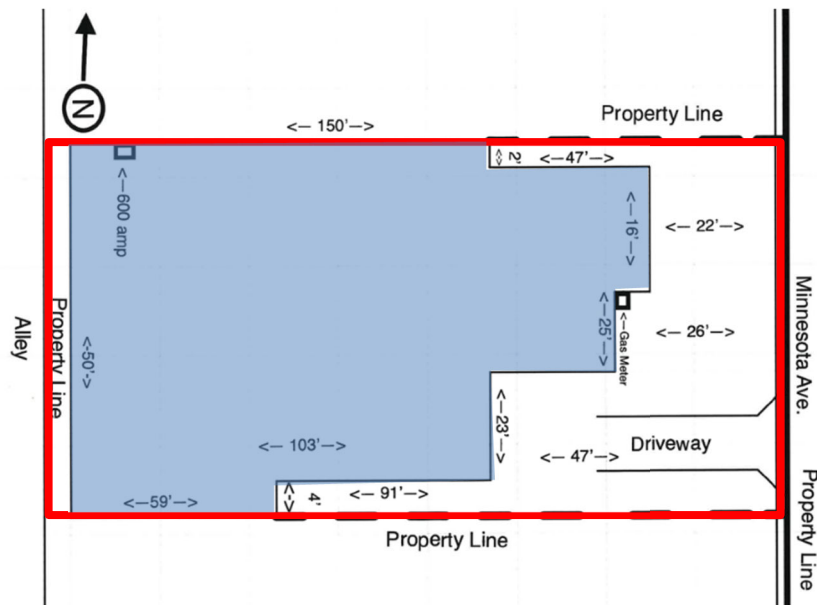 N
<— 150'—>
Property Line
2'
<->
<— 47'—>
<—600 amp
<—16'—>
<— 22'—>
<—25'—>
<—Gas Meter
<— 26'—>
Minnesota Ave.
Alley
Property Line
<-50'->
<—23'—>
<— 103'—>
<— 47'—>
Driveway
<—59'—>
<->
4'
<— 91'—>
Property Line
Property Line